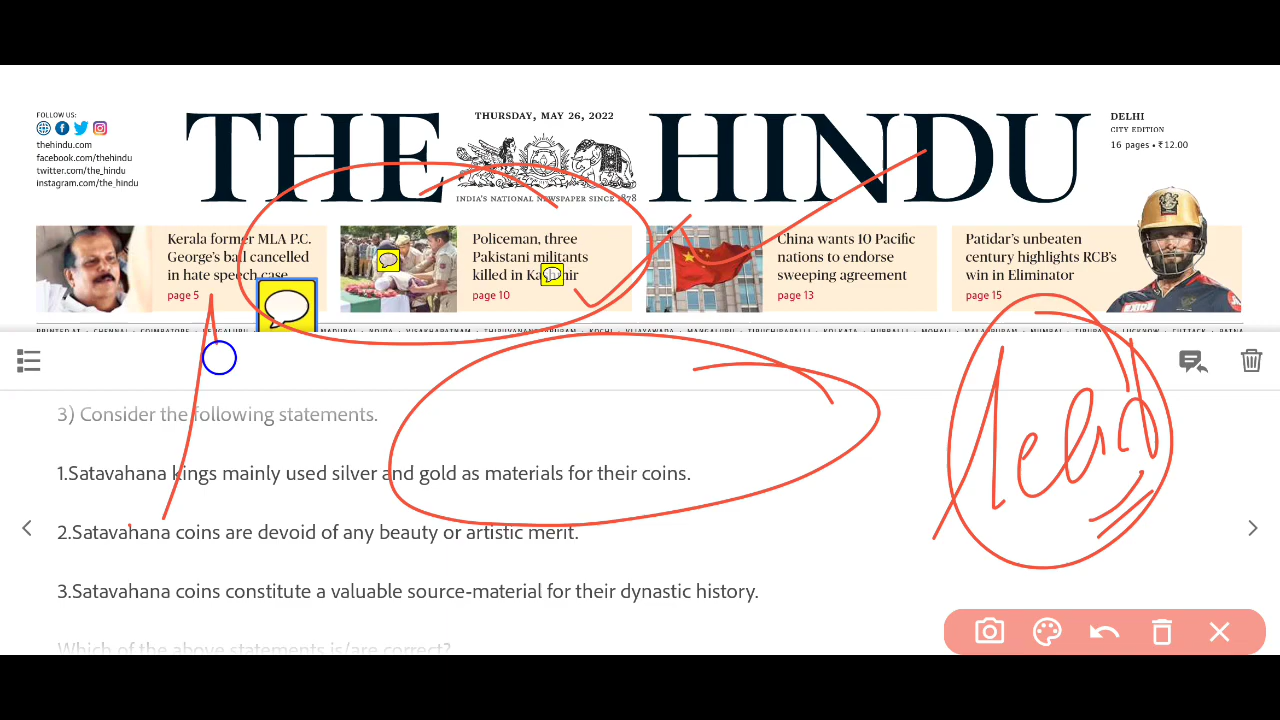 FOLLOW US:
thehindu.com
facebook.com/thehindu
twitter.com/the_hindu
instagram.com/the_hindu
THE HINDU
THURSDAY, MAY 26, 2022
INDIA'S NATIONAL NEWSPAPER SINCE 1878
DELHI
CITY EDITION
16 pages • ₹12.00
Kerala former MLA P.C.
George's bail cancelled
in hate speech case
page 5
Policeman, three
Pakistani militants
killed in Kashmir
page 10
China wants 10 Pacific
nations to endorse
sweeping agreement
page 13
Patidar's unbeaten
century highlights RCB's
win in Eliminator
page 15
3) Consider the following statements.
1.Satavahana kings mainly used silver and gold as materials for their coins.
2.Satavahana coins are devoid of any beauty or artistic merit.
3.Satavahana coins constitute a valuable source-material for their dynastic history.
Which of the above statements is/are correct?